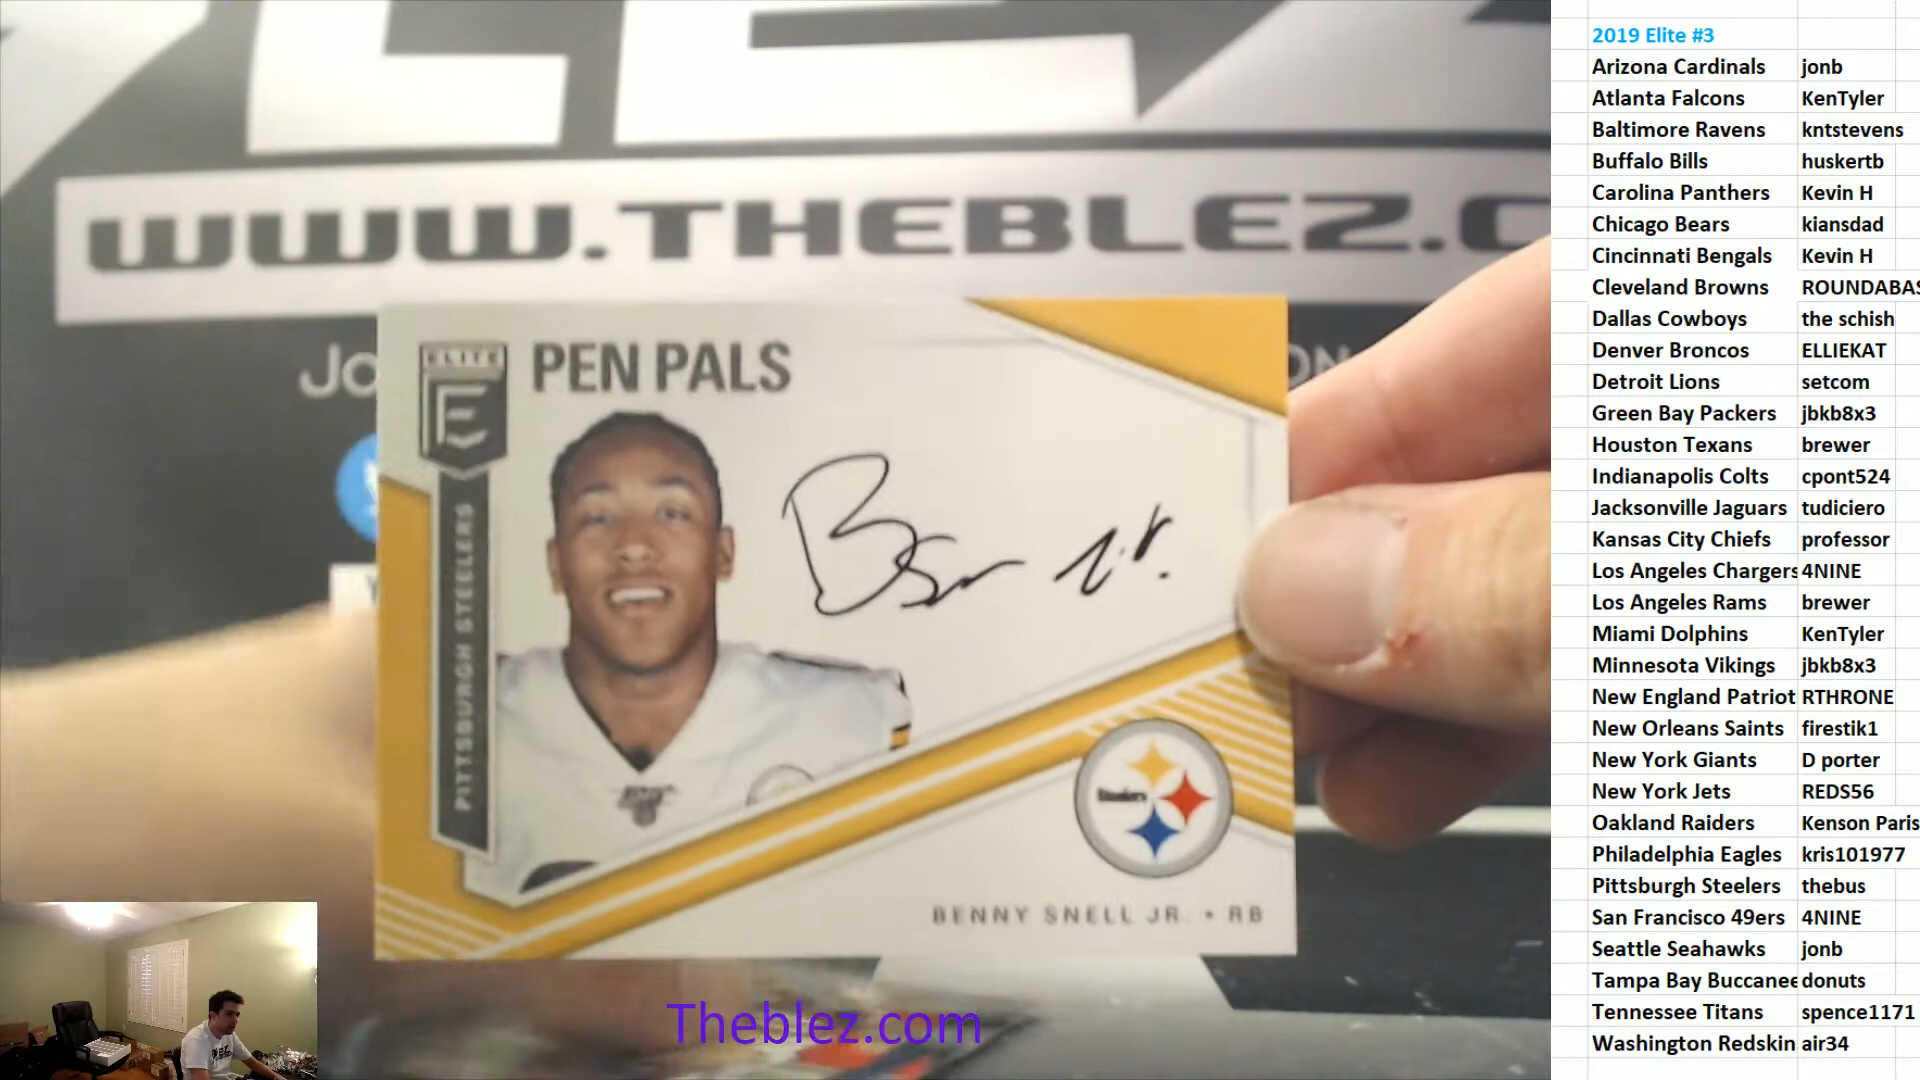 WWW.THEBLEZ.C
Jo
ON
ELITE
E
PEN PALS
PITTSBURGH STEELERS
Steelers
BENNY SNELL JR. • RB
Theblez.com
2019 Elite #3
Arizona Cardinals jonb
Atlanta Falcons KenTyler
Baltimore Ravens kntstevens
Buffalo Bills huskertb
Carolina Panthers Kevin H
Chicago Bears kiansdad
Cincinnati Bengals Kevin H
Cleveland Browns ROUNDABAS
Dallas Cowboys the schish
Denver Broncos ELLIEKAT
Detroit Lions setcom
Green Bay Packers jbkb8x3
Houston Texans brewer
Indianapolis Colts cpont524
Jacksonville Jaguars tudiciero
Kansas City Chiefs professor
Los Angeles Chargers 4NINE
Los Angeles Rams brewer
Miami Dolphins KenTyler
Minnesota Vikings jbkb8x3
New England Patriot RTHRONE
New Orleans Saints firestik1
New York Giants D porter
New York Jets REDS56
Oakland Raiders Kenson Paris
Philadelphia Eagles kris101977
Pittsburgh Steelers thebus
San Francisco 49ers 4NINE
Seattle Seahawks jonb
Tampa Bay Buccanee donuts
Tennessee Titans spence1171
Washington Redskin air34